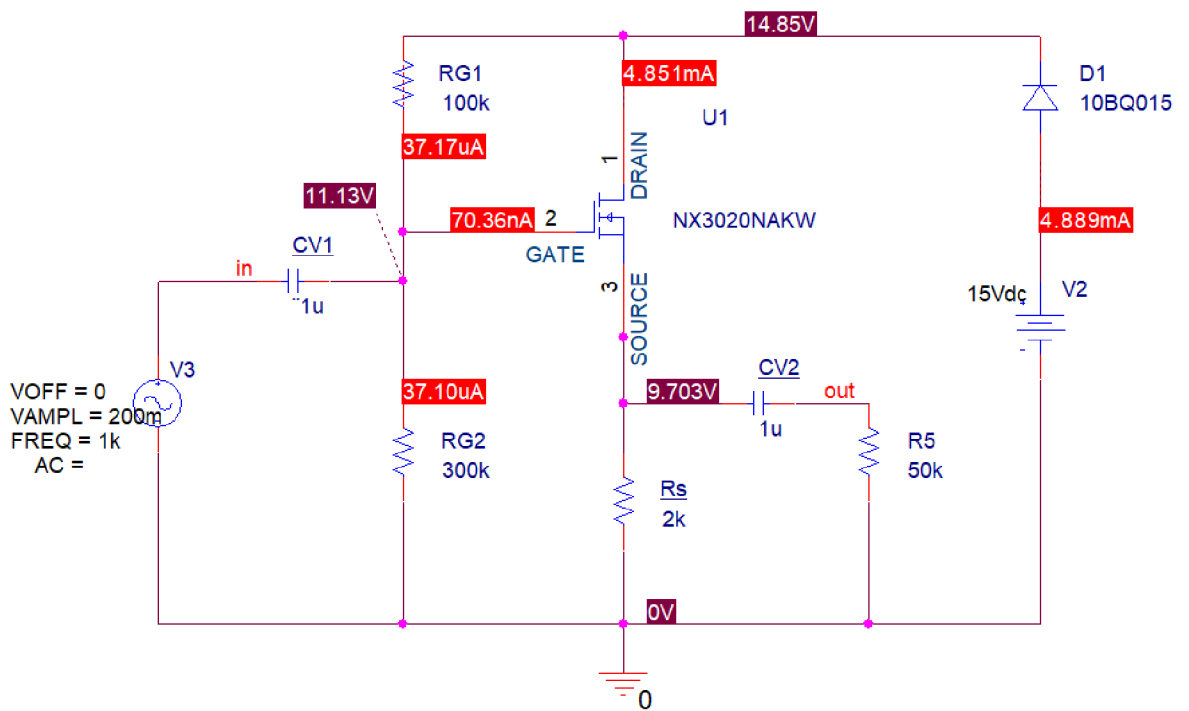 14.85V
RG1
100k
4.851mA
D1
10BQ015
U1
37.17uA
1
DRAIN
11.13V
70.36nA
2
NX3020NAKW
4.889mA
GATE
CV1
in
1u
3
SOURCE
15Vdc
V2
V3
VOFF = 0
VAMPL = 200m
FREQ = 1k
AC =
37.10uA
9.703V
CV2
out
1u
RG2
300k
R5
50k
Rs
2k
0V
0